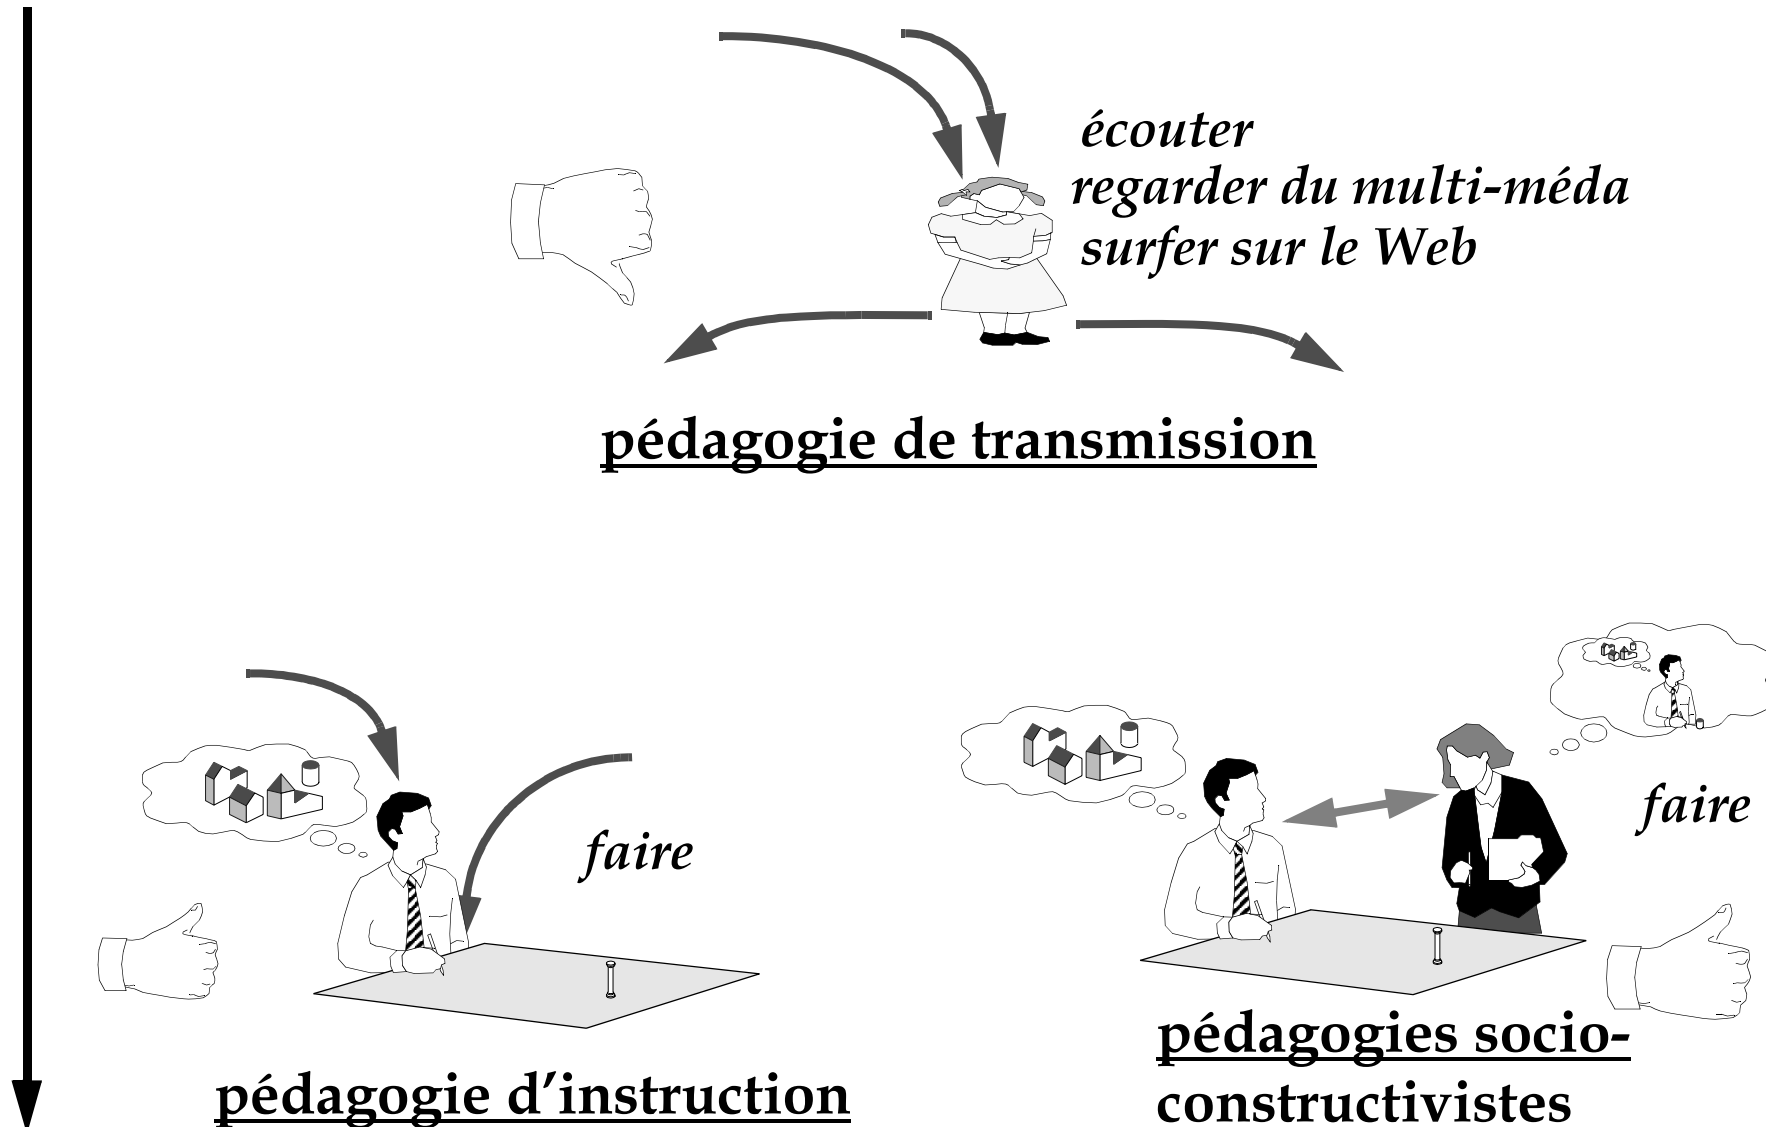 écouter
regarder du multi-méda
surfer sur le Web
pédagogie de transmission
faire
pédagogie d’instruction
faire
pédagogies socio-
constructivistes